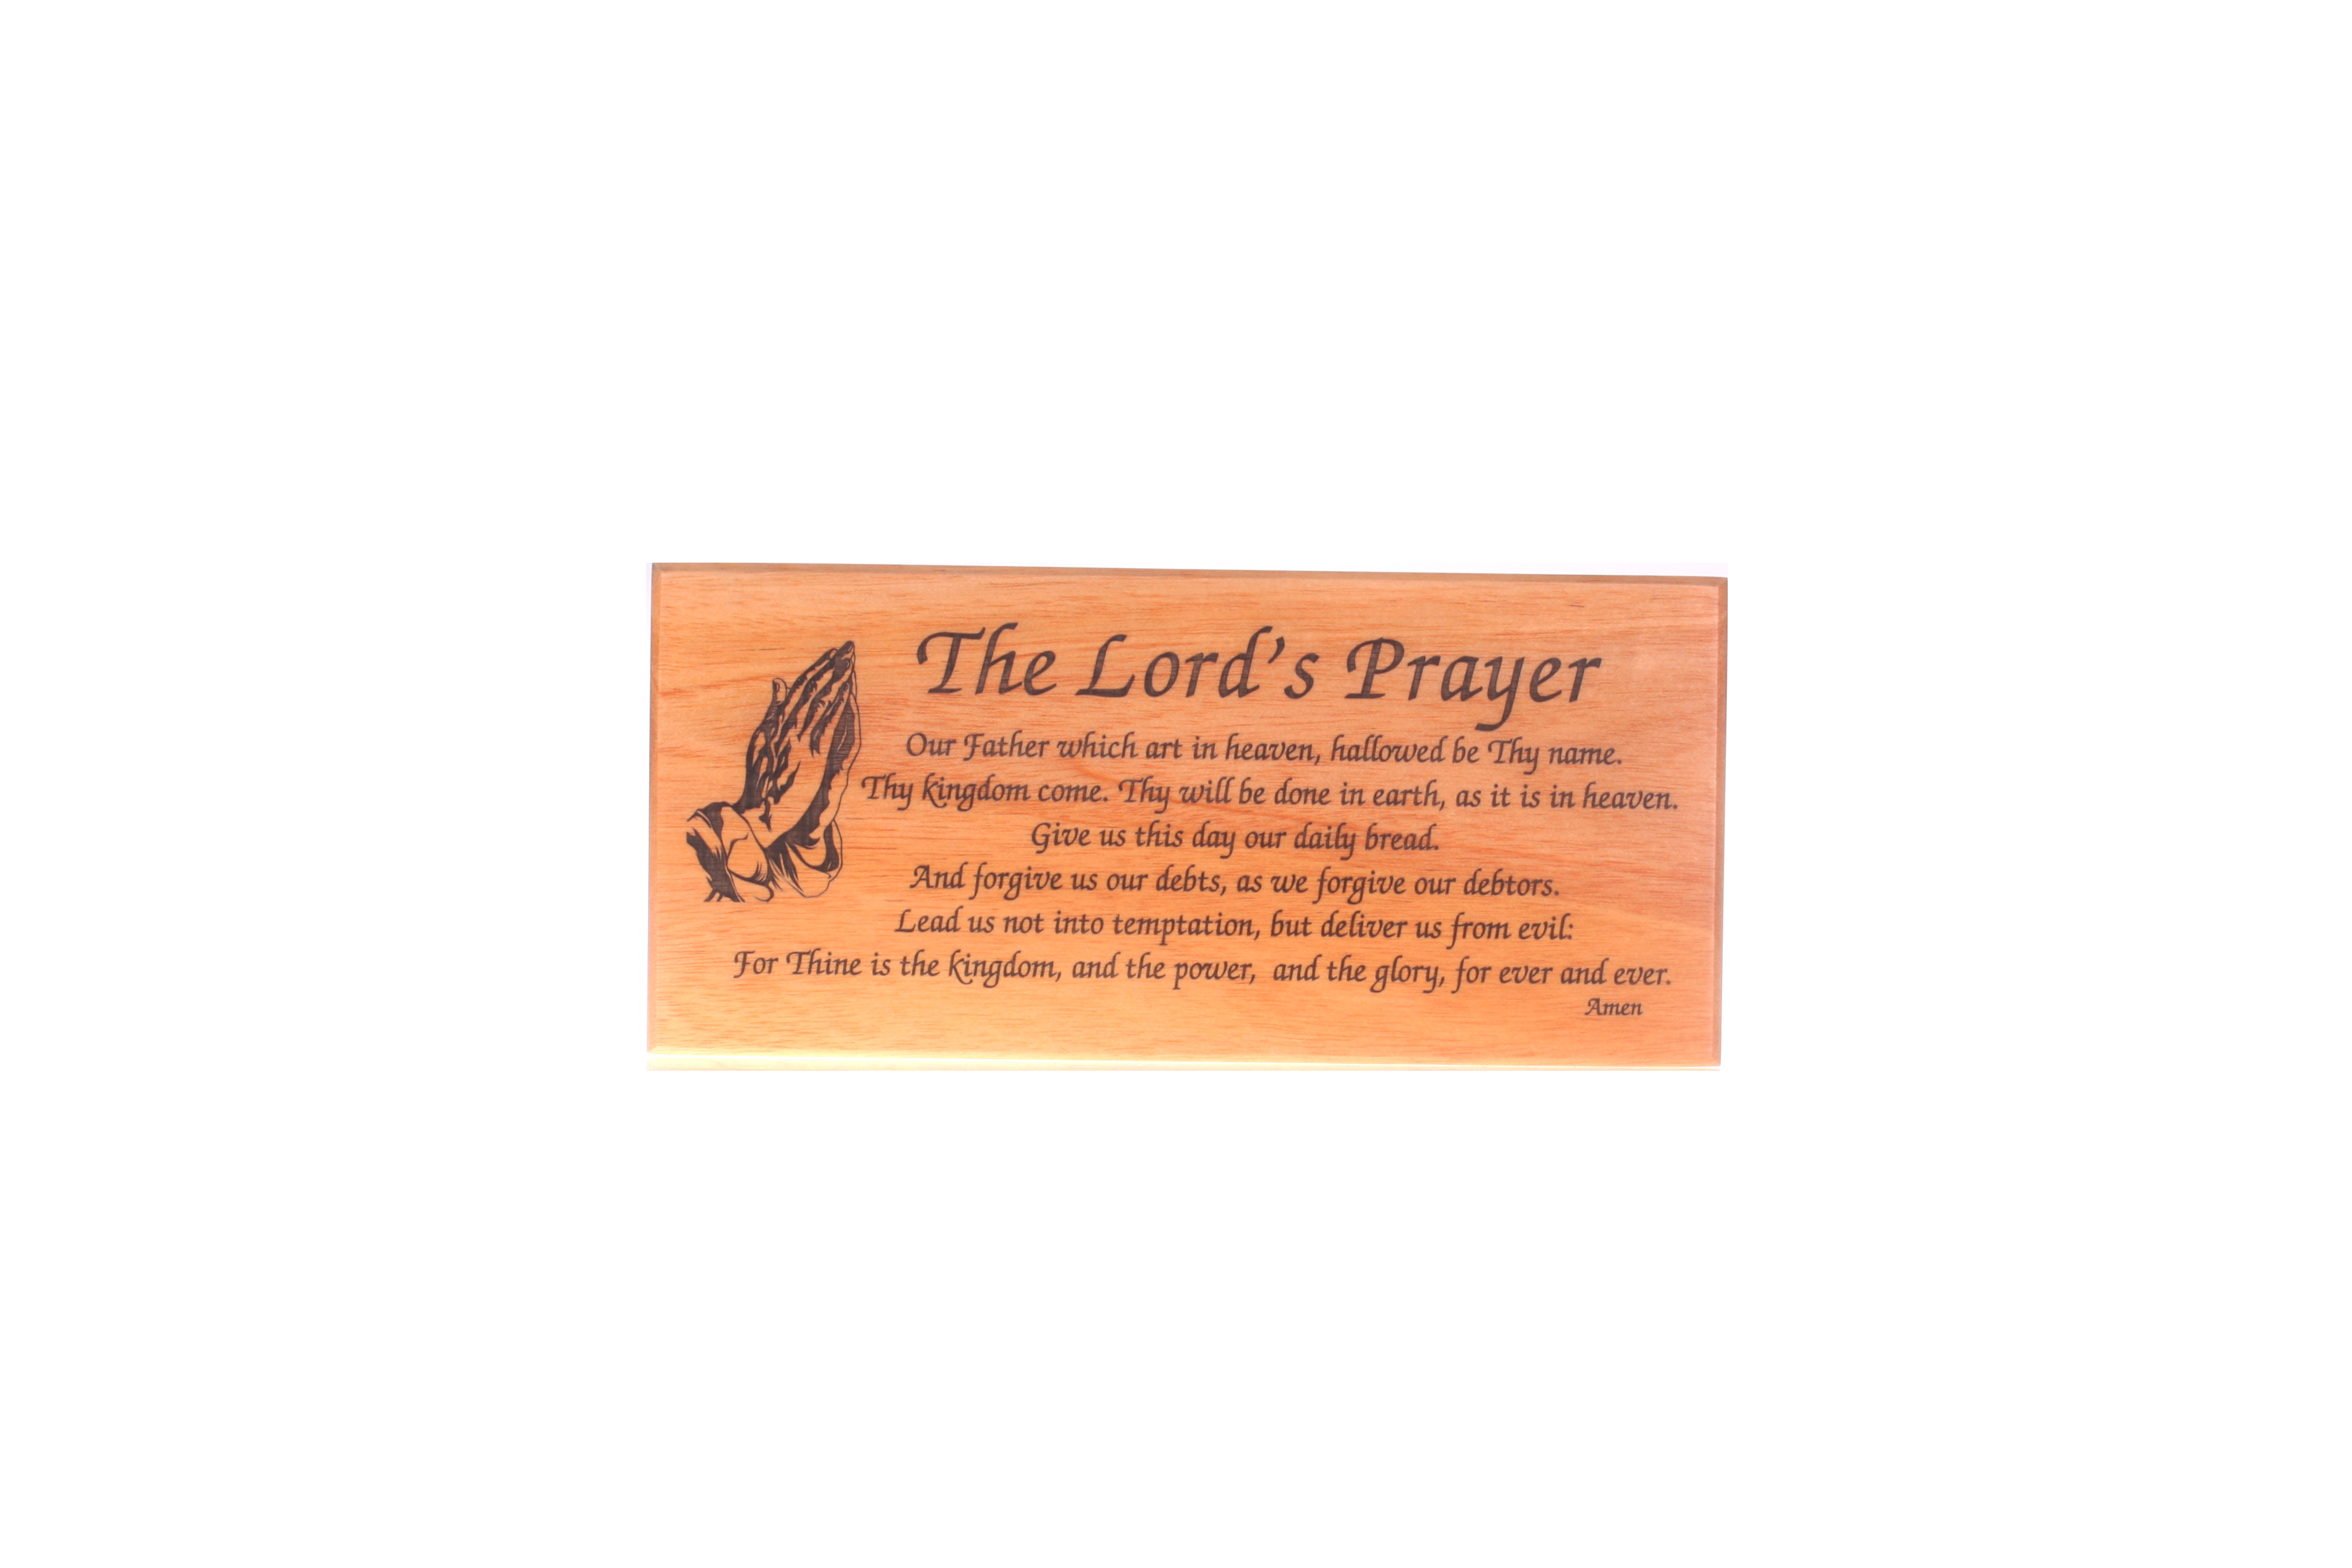 The Lord's Prayer
Our Father which art in heaven, hallowed be Thy name.
Thy kingdom come. Thy will be done in earth, as it is in heaven.
Give us this day our daily bread.
And forgive us our debts, as we forgive our debtors.
Lead us not into temptation, but deliver us from evil:
For Thine is the kingdom, and the power, and the glory, for ever and ever.
Amen